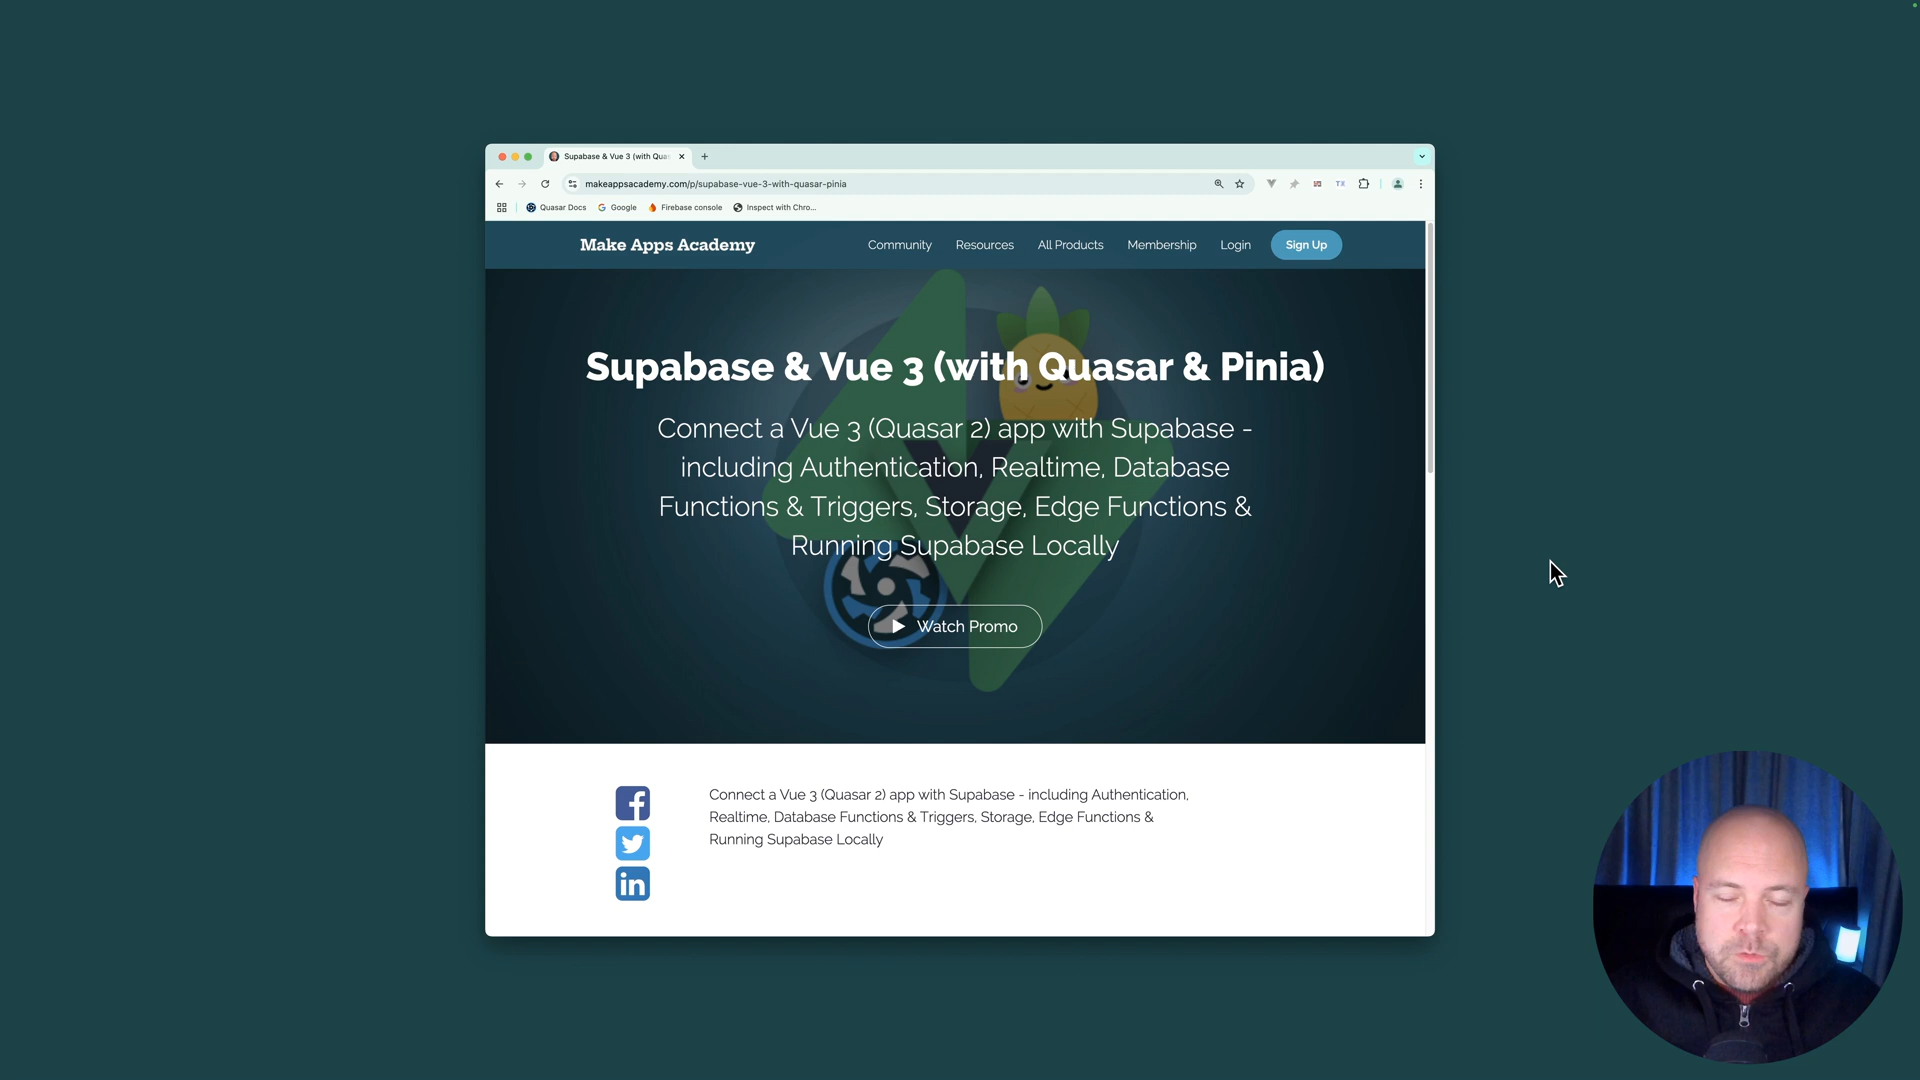 Supabase & Vue 3 (with Qua
makeappsacademy.com/p/supabase-vue-3-with-quasar-pinia
Quasar Docs
Google
Firebase console
Inspect with Chro...
Make Apps Academy
Community
Resources
All Products
Membership
Login
Sign Up
Supabase & Vue 3 (with Quasar & Pinia)
Connect a Vue 3 (Quasar 2) app with Supabase -
including Authentication, Realtime, Database
Functions & Triggers, Storage, Edge Functions &
Running Supabase Locally
Watch Promo
Connect a Vue 3 (Quasar 2) app with Supabase - including Authentication,
Realtime, Database Functions & Triggers, Storage, Edge Functions &
Running Supabase Locally